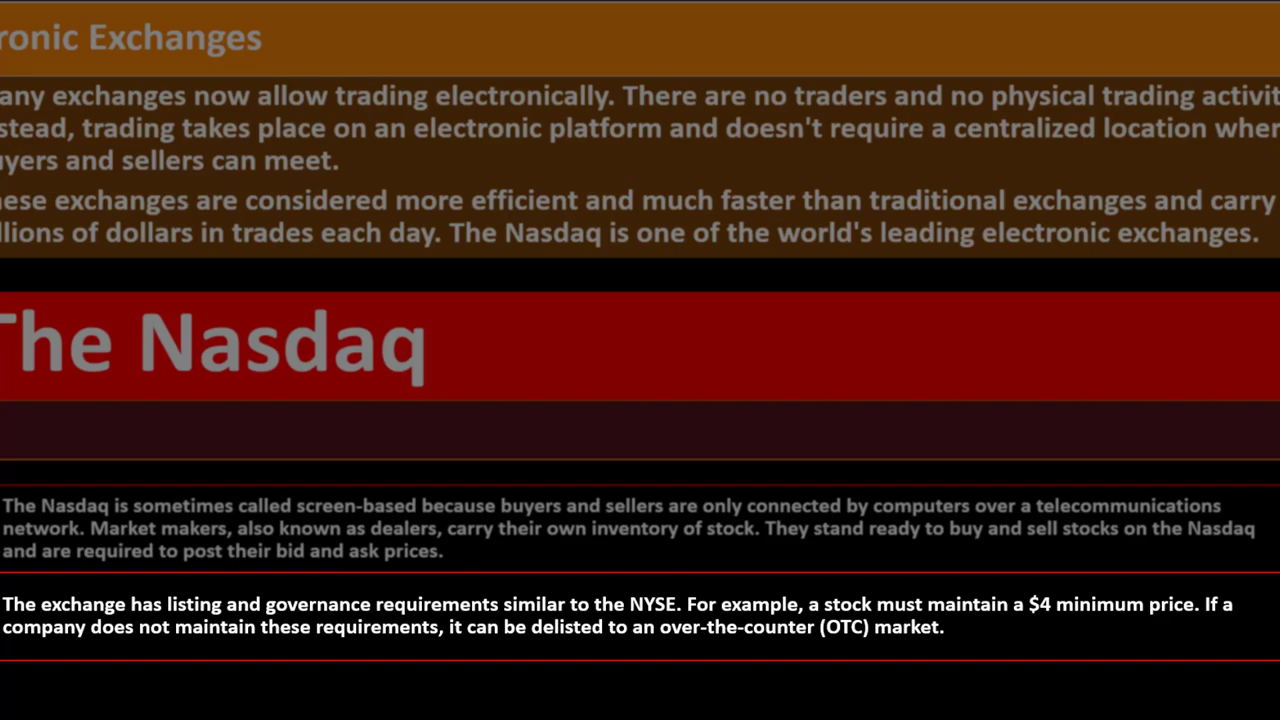 ronic Exchanges
any exchanges now allow trading electronically. There are no traders and no physical trading activit
stead, trading takes place on an electronic platform and doesn't require a centralized location wher
yers and sellers can meet.
ese exchanges are considered more efficient and much faster than traditional exchanges and carry
llions of dollars in trades each day. The Nasdaq is one of the world's leading electronic exchanges.
The Nasdaq
The Nasdaq is sometimes called screen-based because buyers and sellers are only connected by computers over a telecommunications
network. Market makers, also known as dealers, carry their own inventory of stock. They stand ready to buy and sell stocks on the Nasdaq
and are required to post their bid and ask prices.
The exchange has listing and governance requirements similar to the NYSE. For example, a stock must maintain a $4 minimum price. If a
company does not maintain these requirements, it can be delisted to an over-the-counter (OTC) market.